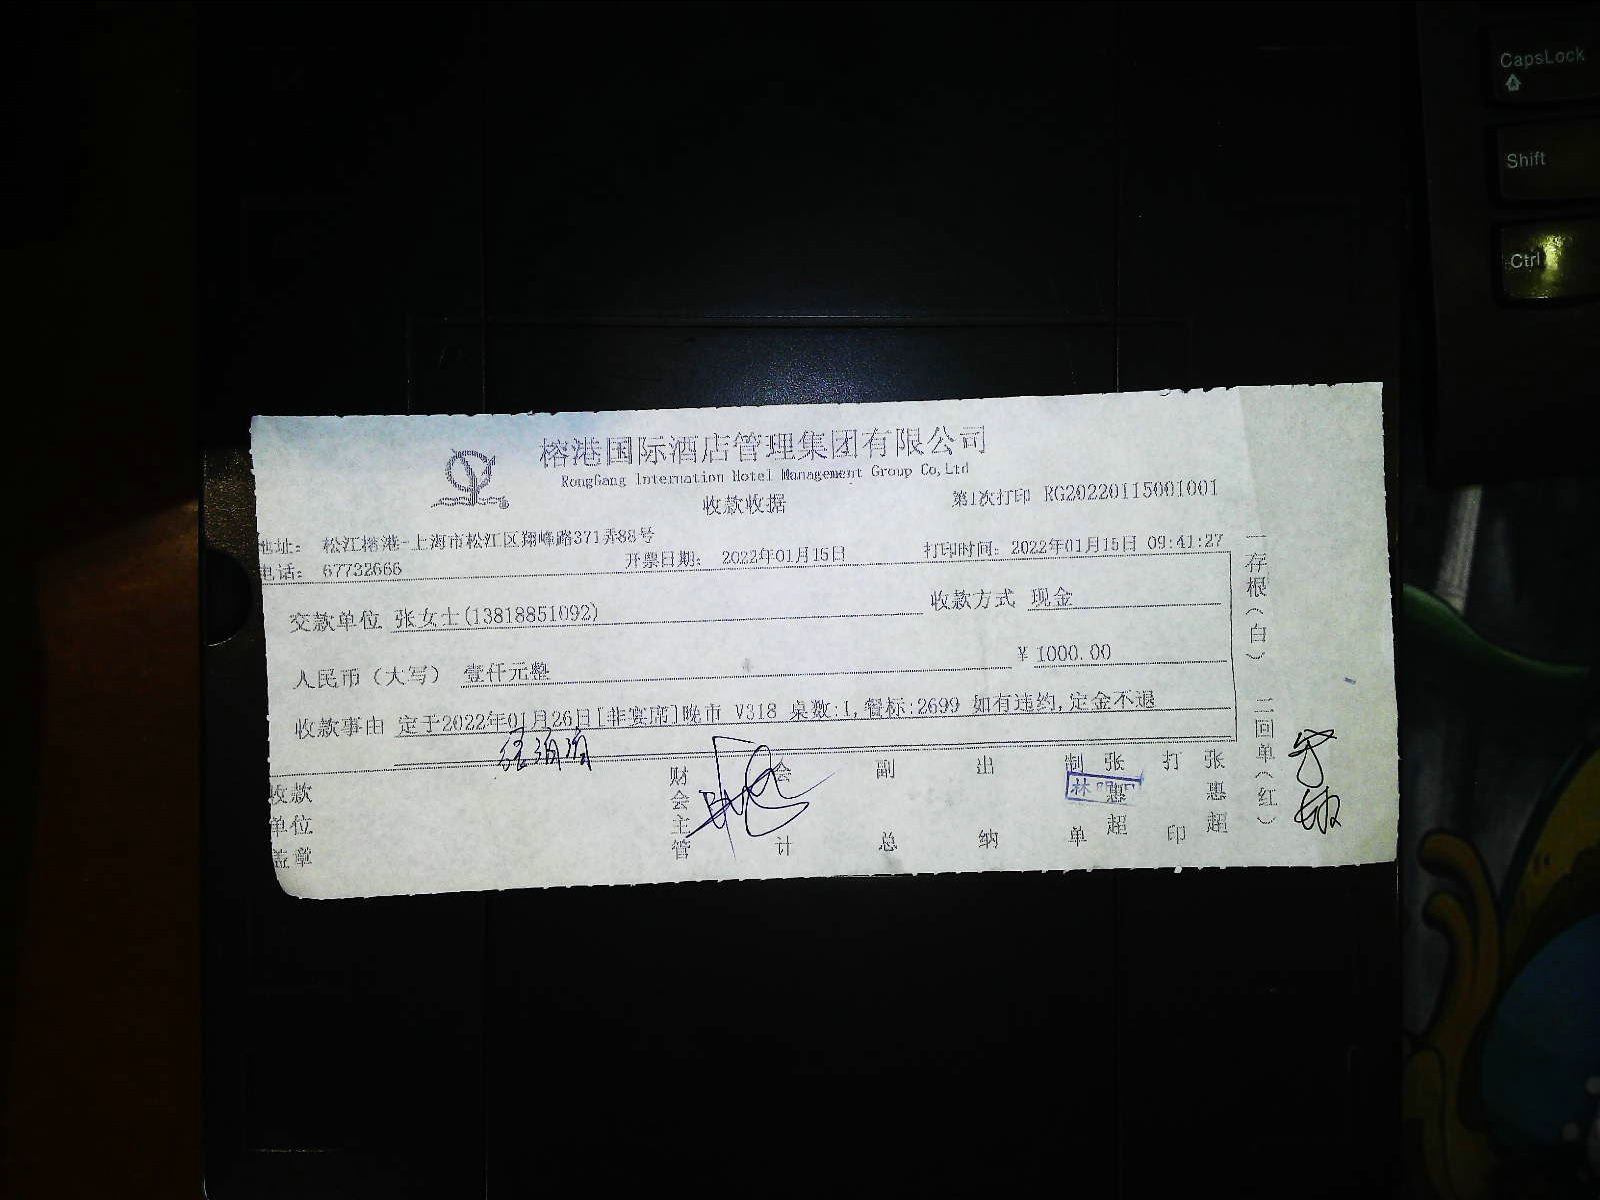 榕港国际酒店管理集团有限公司
RongGang Internation Hotel Management Group Co,Ltd
收款收据
第1次打印 RG20220115001001
地址: 松江榕港-上海市松江区翔峰路371弄88号
电话: 67732666
开票日期: 2022年01月15日
打印时间: 2022年01月15日 09:41:27
交款单位 张女士(13818851092)
收款方式 现金
人民币(大写) 壹仟元整
¥ 1000.00
收款事由 定于2022年01月26日[非宴席]晚市 V318 桌数:1,餐标:2699 如有违约,定金不退
收款单位盖章
财会主管
会计
副总
出纳
制单
张惠超
林
打印
张惠超
一存根(白)
二回单(红)
CapsLock
Shift
Ctrl